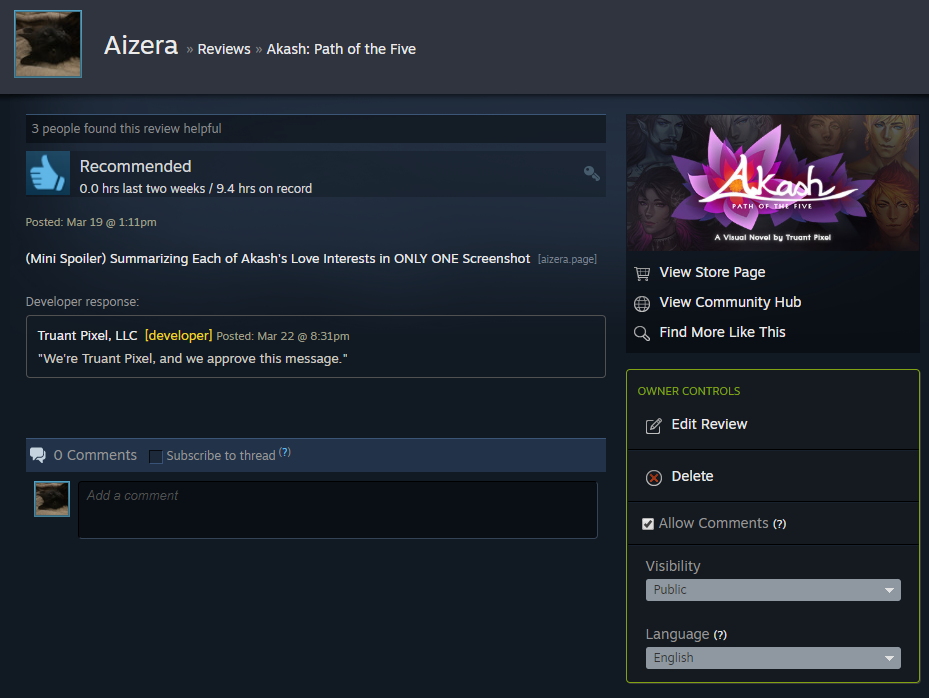 Aizera » Reviews » Akash: Path of the Five
3 people found this review helpful
Recommended
0.0 hrs last two weeks / 9.4 hrs on record
Posted: Mar 19 @ 1:11pm
(Mini Spoiler) Summarizing Each of Akash's Love Interests in ONLY ONE Screenshot [aizera.page]
Developer response:
Truant Pixel, LLC [developer] Posted: Mar 22 @ 8:31pm
"We're Truant Pixel, and we approve this message."
0 Comments Subscribe to thread (?)
Add a comment
Akash
PATH OF THE FIVE
A Visual Novel by Truant Pixel
View Store Page
View Community Hub
Find More Like This
OWNER CONTROLS
Edit Review
Delete
Allow Comments (?)
Visibility
Public
Language (?)
English